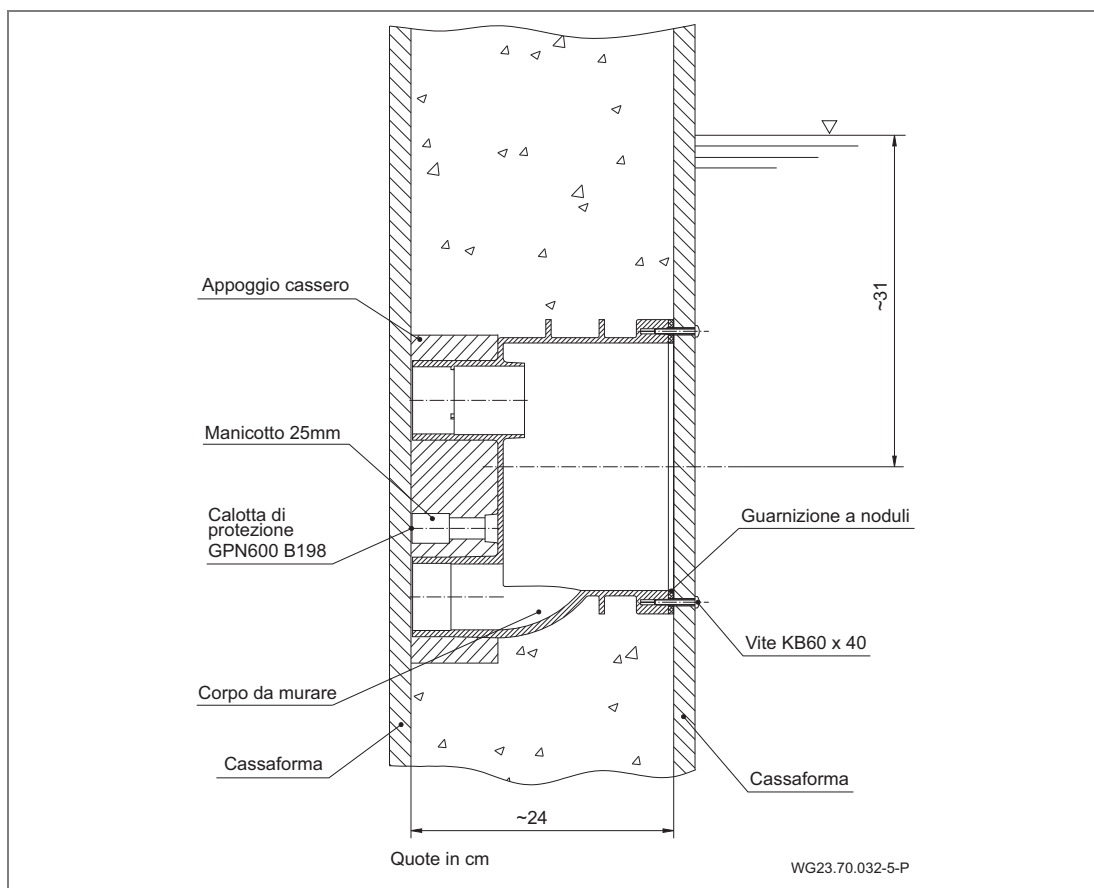 Appoggio cassero
~31
Manicotto 25mm
Calotta di
protezione
GPN600 B198
Guarnizione a noduli
Vite KB60 x 40
Corpo da murare
Cassaforma
Cassaforma
~24
Quote in cm
WG23.70.032-5-P